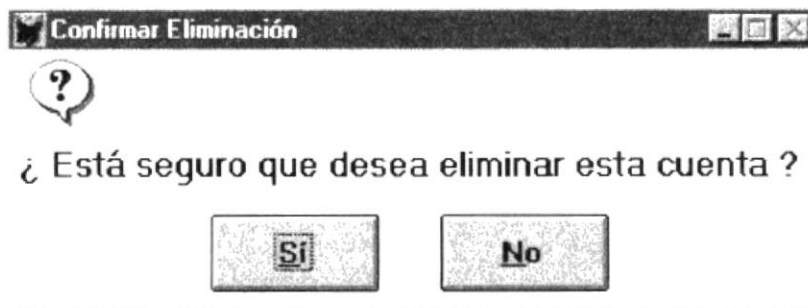 Confirmar Eliminación
?
¿ Está seguro que desea eliminar esta cuenta ?
Sí No